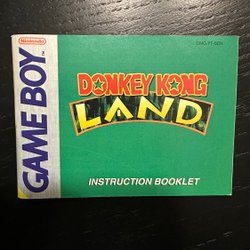 Nintendo
GAME BOY
DONKEY KONG
LAND
INSTRUCTION BOOKLET